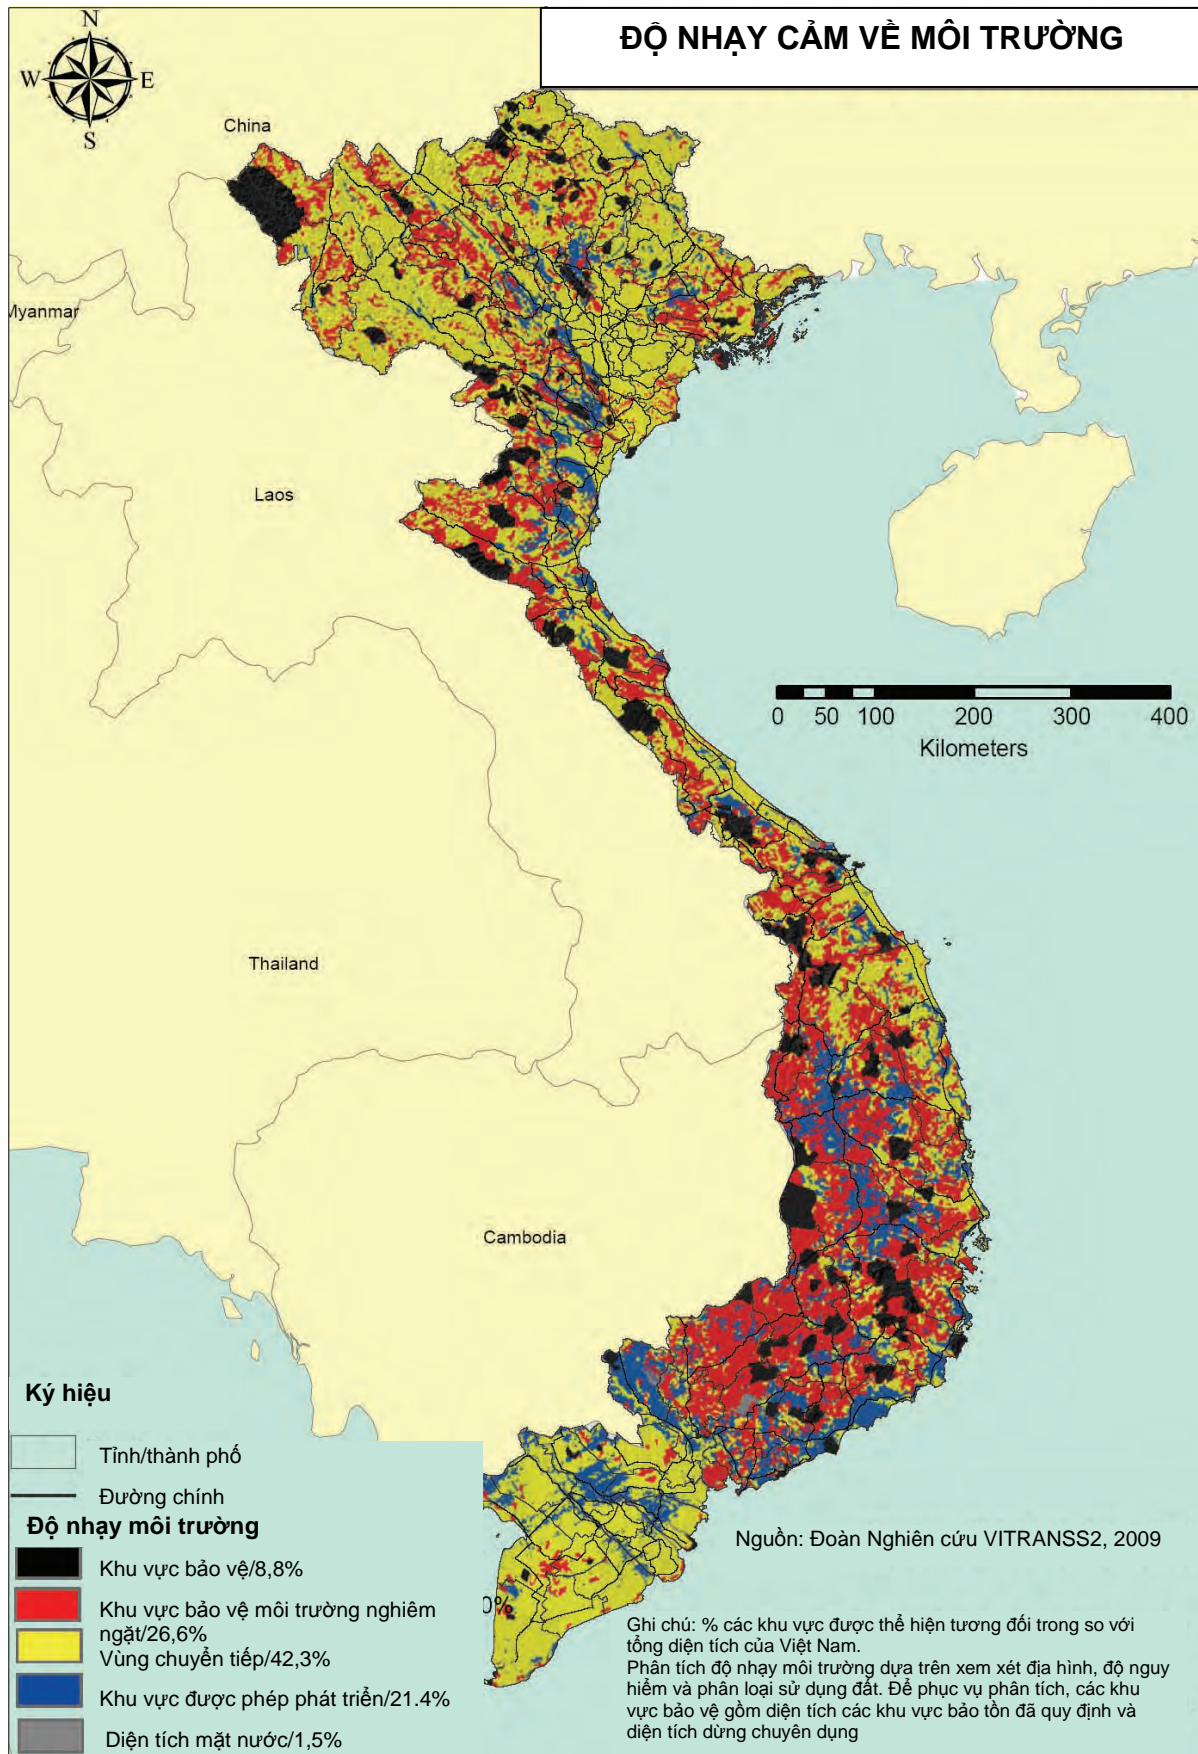 ĐỘ NHẠY CẢM VỀ MÔI TRƯỜNG
N
W E
S
China
Myanmar
Laos
0 50 100 200 300 400
Kilometers
Thailand
Cambodia
Ký hiệu
Tỉnh/thành phố
Đường chính
Độ nhạy môi trường
Khu vực bảo vệ/8,8%
Khu vực bảo vệ môi trường nghiêm
ngặt/26,6%
Vùng chuyển tiếp/42,3%
Khu vực được phép phát triển/21.4%
Diện tích mặt nước/1,5%
0%
Nguồn: Đoàn Nghiên cứu VITRANSS2, 2009
Ghi chú: % các khu vực được thể hiện tương đối trong so với
tổng diện tích của Việt Nam.
Phân tích độ nhạy môi trường dựa trên xem xét địa hình, độ nguy
hiểm và phân loại sử dụng đất. Để phục vụ phân tích, các khu
vực bảo vệ gồm diện tích các khu vực bảo tồn đã quy định và
diện tích dừng chuyên dụng